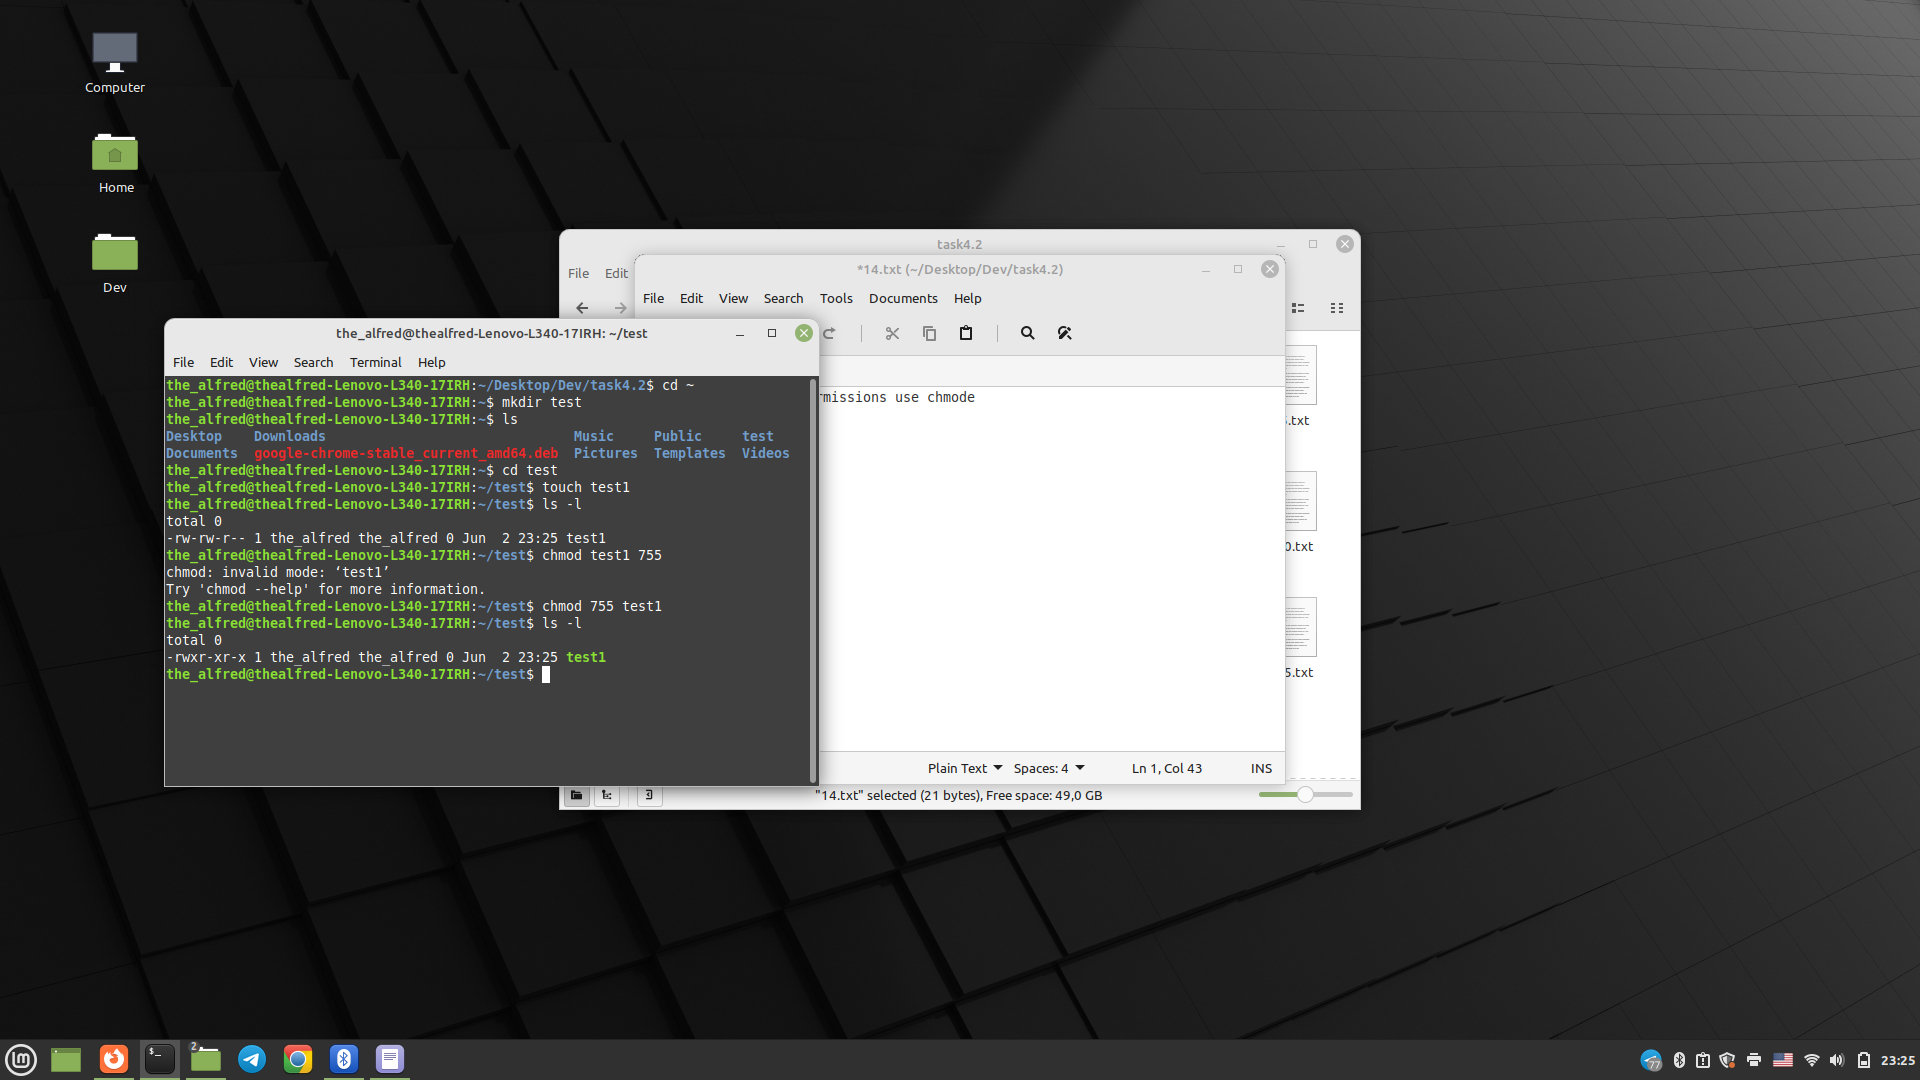 Computer
Home
Dev
task4.2
File Edit
*14.txt (~/Desktop/Dev/task4.2)
File Edit View Search Tools Documents Help
the_alfred@thealfred-Lenovo-L340-17IRH: ~/test
File Edit View Search Terminal Help
the_alfred@thealfred-Lenovo-L340-17IRH:~/Desktop/Dev/task4.2$ cd ~
the_alfred@thealfred-Lenovo-L340-17IRH:~$ mkdir test
the_alfred@thealfred-Lenovo-L340-17IRH:~$ ls
Desktop Downloads Music Public test
Documents google-chrome-stable_current_amd64.deb Pictures Templates Videos
the_alfred@thealfred-Lenovo-L340-17IRH:~$ cd test
the_alfred@thealfred-Lenovo-L340-17IRH:~/test$ touch test1
the_alfred@thealfred-Lenovo-L340-17IRH:~/test$ ls -l
total 0
-rw-rw-r-- 1 the_alfred the_alfred 0 Jun  2 23:25 test1
the_alfred@thealfred-Lenovo-L340-17IRH:~/test$ chmod test1 755
chmod: invalid mode: ‘test1’
Try 'chmod --help' for more information.
the_alfred@thealfred-Lenovo-L340-17IRH:~/test$ chmod 755 test1
the_alfred@thealfred-Lenovo-L340-17IRH:~/test$ ls -l
total 0
-rwxr-xr-x 1 the_alfred the_alfred 0 Jun  2 23:25 test1
the_alfred@thealfred-Lenovo-L340-17IRH:~/test$
rmissions use chmode
.txt
0.txt
5.txt
Plain Text Spaces: 4 Ln 1, Col 43 INS
"14.txt" selected (21 bytes), Free space: 49,0 GB
2
77
23:25